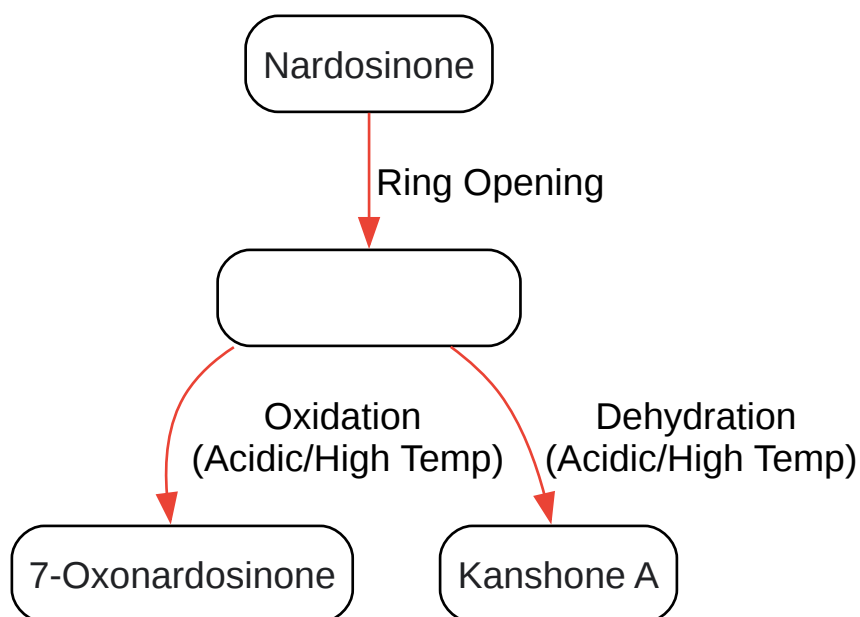 Nardosinone
Ring Opening
Oxidation
(Acidic/High Temp)
Dehydration
(Acidic/High Temp)
7-Oxonardosinone
Kanshone A